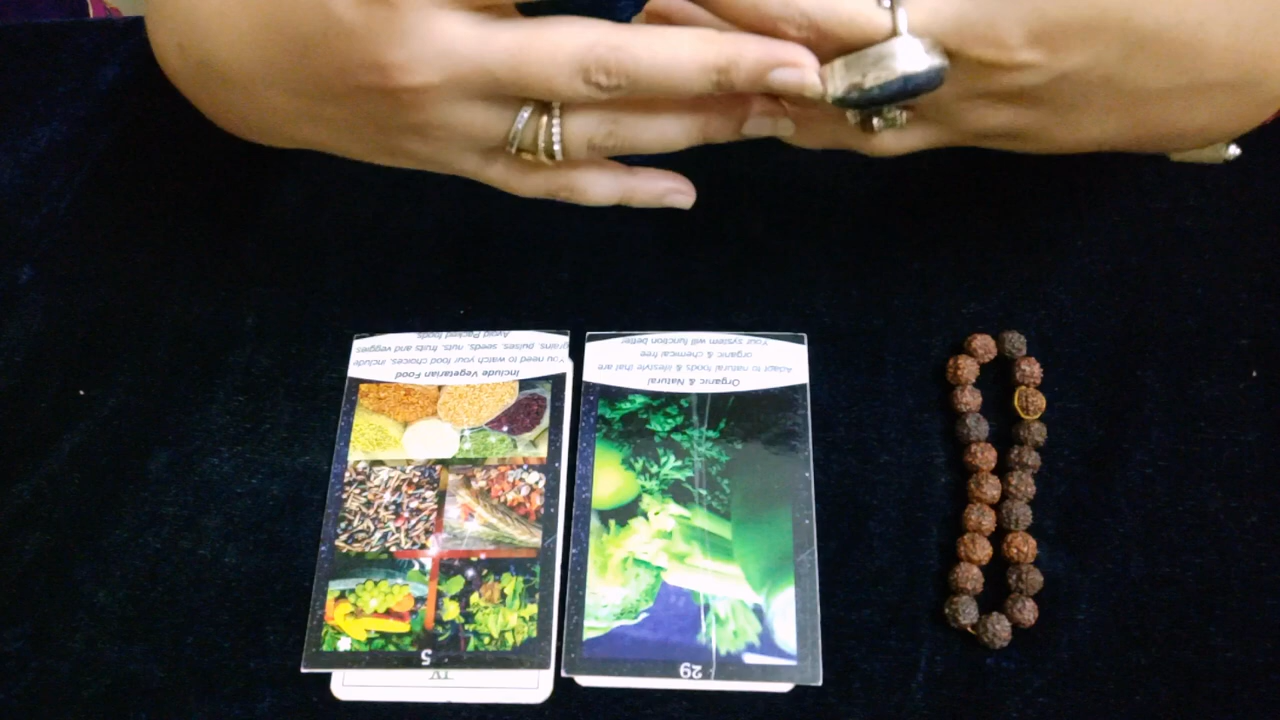 5
Include Vegetarian Food
You need to watch your food choices, include
grains, pulses, seeds, nuts, fruits and veggies
Avoid Packed foods
29
Organic & Natural
Adapt to natural foods & lifestyle that are
organic & chemical free
Your system will function better